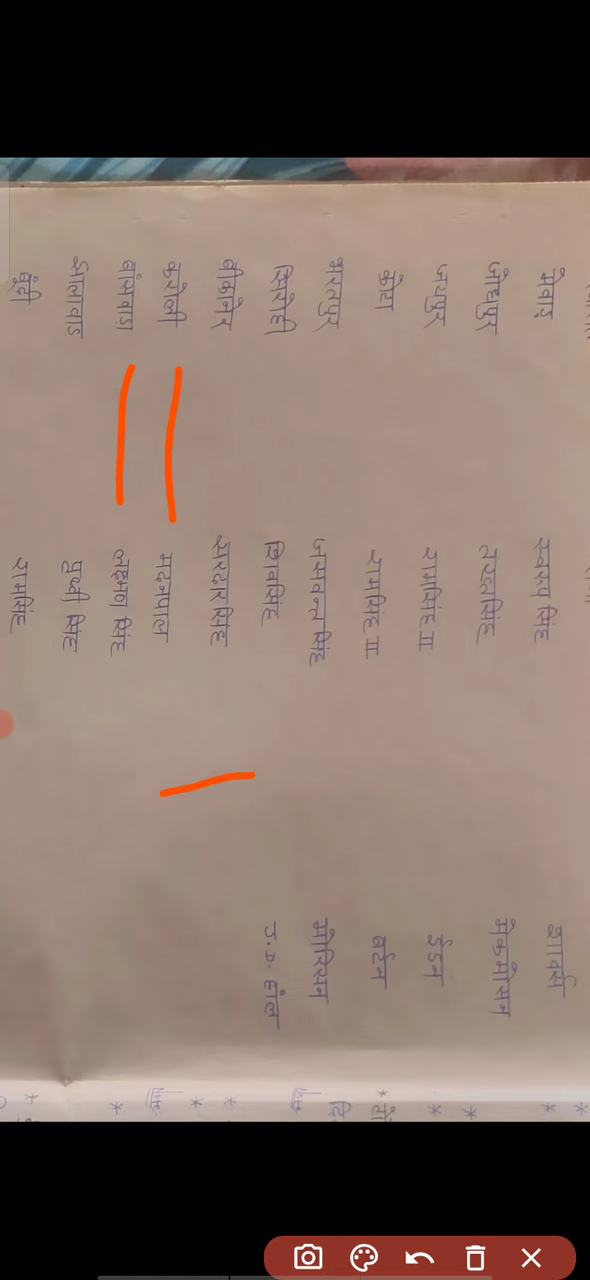 मेवाड़ स्वरूप सिंह शावर्स
जोधपुर तख्तसिंह मैकमोसन
जयपुर रामसिंह II ईडन
कोटा रामसिंह II बर्टन
भरतपुर जसवन्त सिंह मोरिसन
सिरोही शिवसिंह J.D. हॉल
बीकानेर सरदारसिंह
करौली मदनपाल
बांसवाडा लक्ष्मण सिंह
झालावाड पृथ्वी सिंह
बूंदी रामसिंह